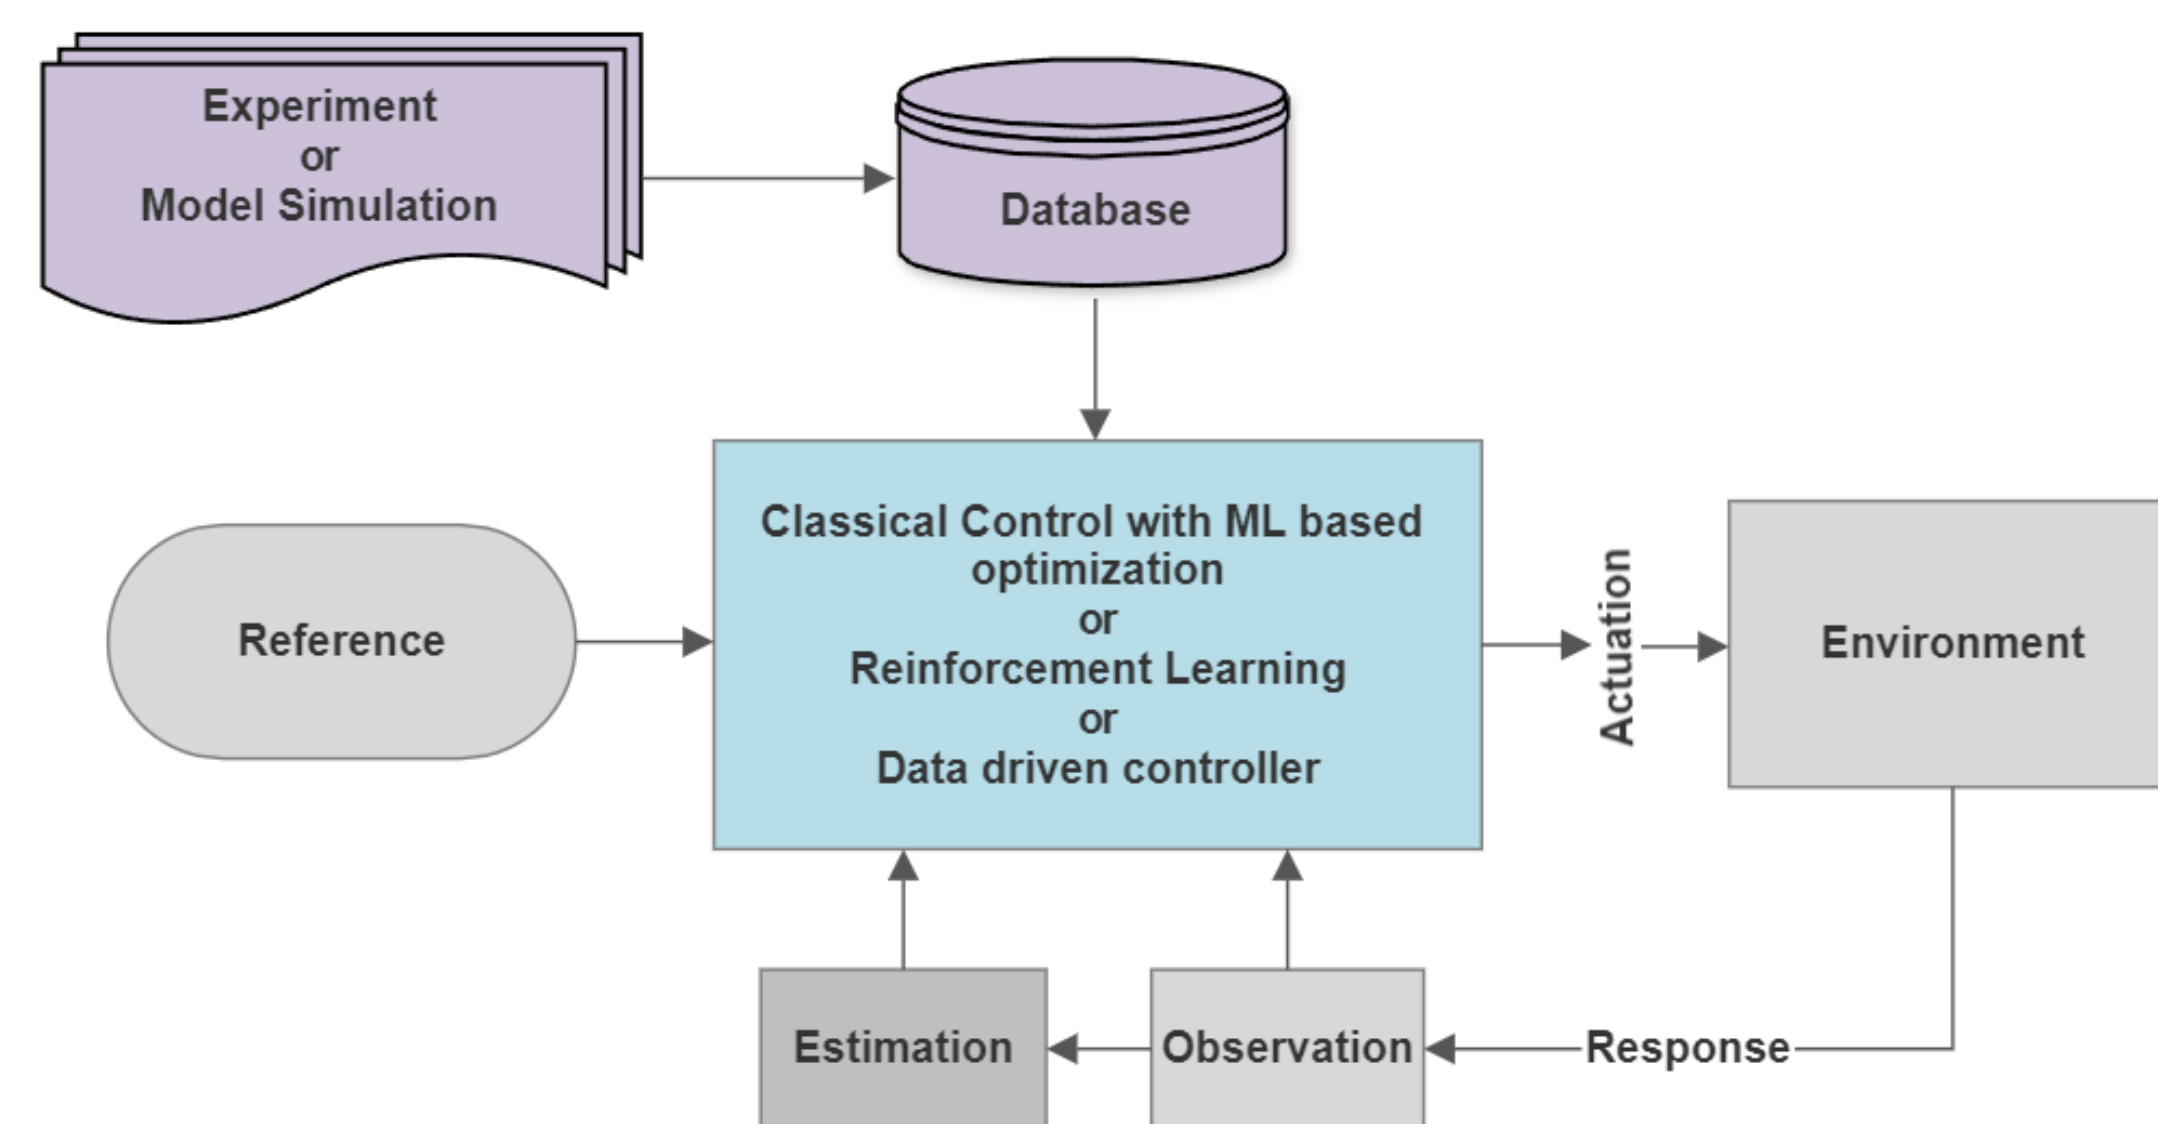 Experiment
or
Model Simulation
Database
Classical Control with ML based
optimization
or
Reinforcement Learning
or
Data driven controller
Reference
Actuation
Environment
Estimation
Observation
Response